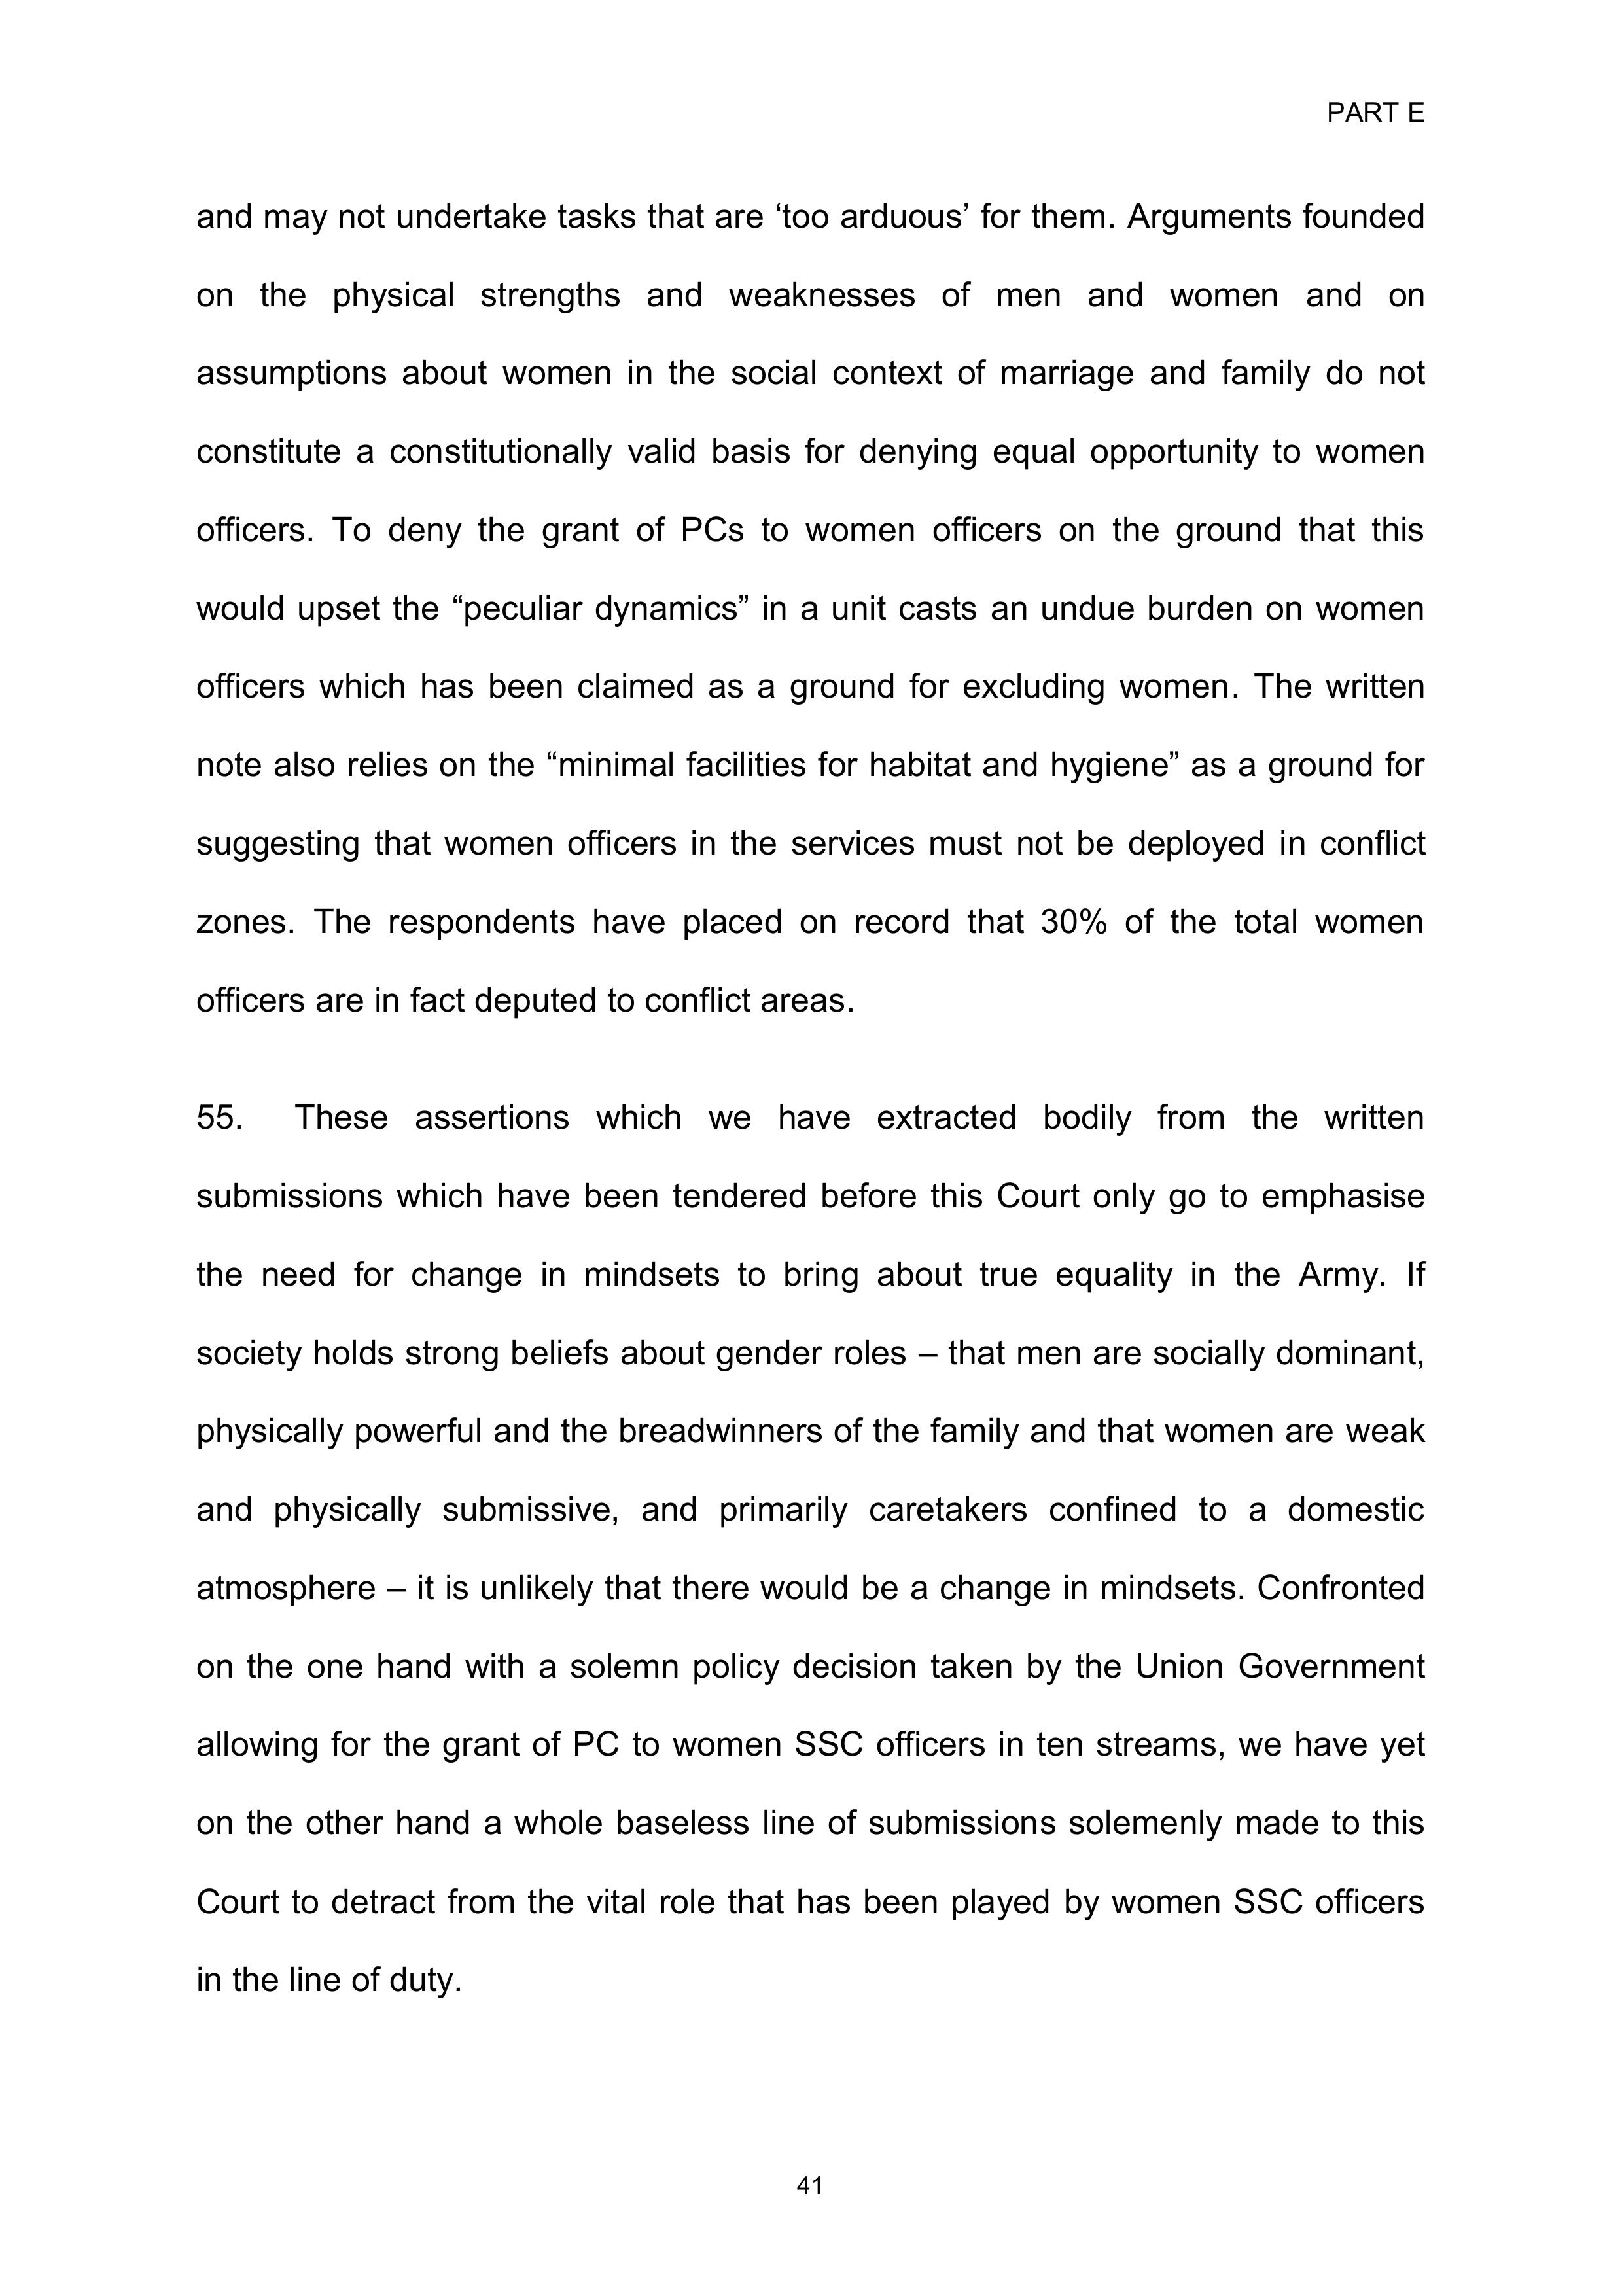 PART E
and may not undertake tasks that are ‘too arduous’ for them. Arguments founded
on the physical strengths and weaknesses of men and women and on
assumptions about women in the social context of marriage and family do not
constitute a constitutionally valid basis for denying equal opportunity to women
officers. To deny the grant of PCs to women officers on the ground that this
would upset the “peculiar dynamics” in a unit casts an undue burden on women
officers which has been claimed as a ground for excluding women. The written
note also relies on the “minimal facilities for habitat and hygiene” as a ground for
suggesting that women officers in the services must not be deployed in conflict
zones. The respondents have placed on record that 30% of the total women
officers are in fact deputed to conflict areas.
55. These assertions which we have extracted bodily from the written
submissions which have been tendered before this Court only go to emphasise
the need for change in mindsets to bring about true equality in the Army. If
society holds strong beliefs about gender roles – that men are socially dominant,
physically powerful and the breadwinners of the family and that women are weak
and physically submissive, and primarily caretakers confined to a domestic
atmosphere – it is unlikely that there would be a change in mindsets. Confronted
on the one hand with a solemn policy decision taken by the Union Government
allowing for the grant of PC to women SSC officers in ten streams, we have yet
on the other hand a whole baseless line of submissions solemenly made to this
Court to detract from the vital role that has been played by women SSC officers
in the line of duty.
41